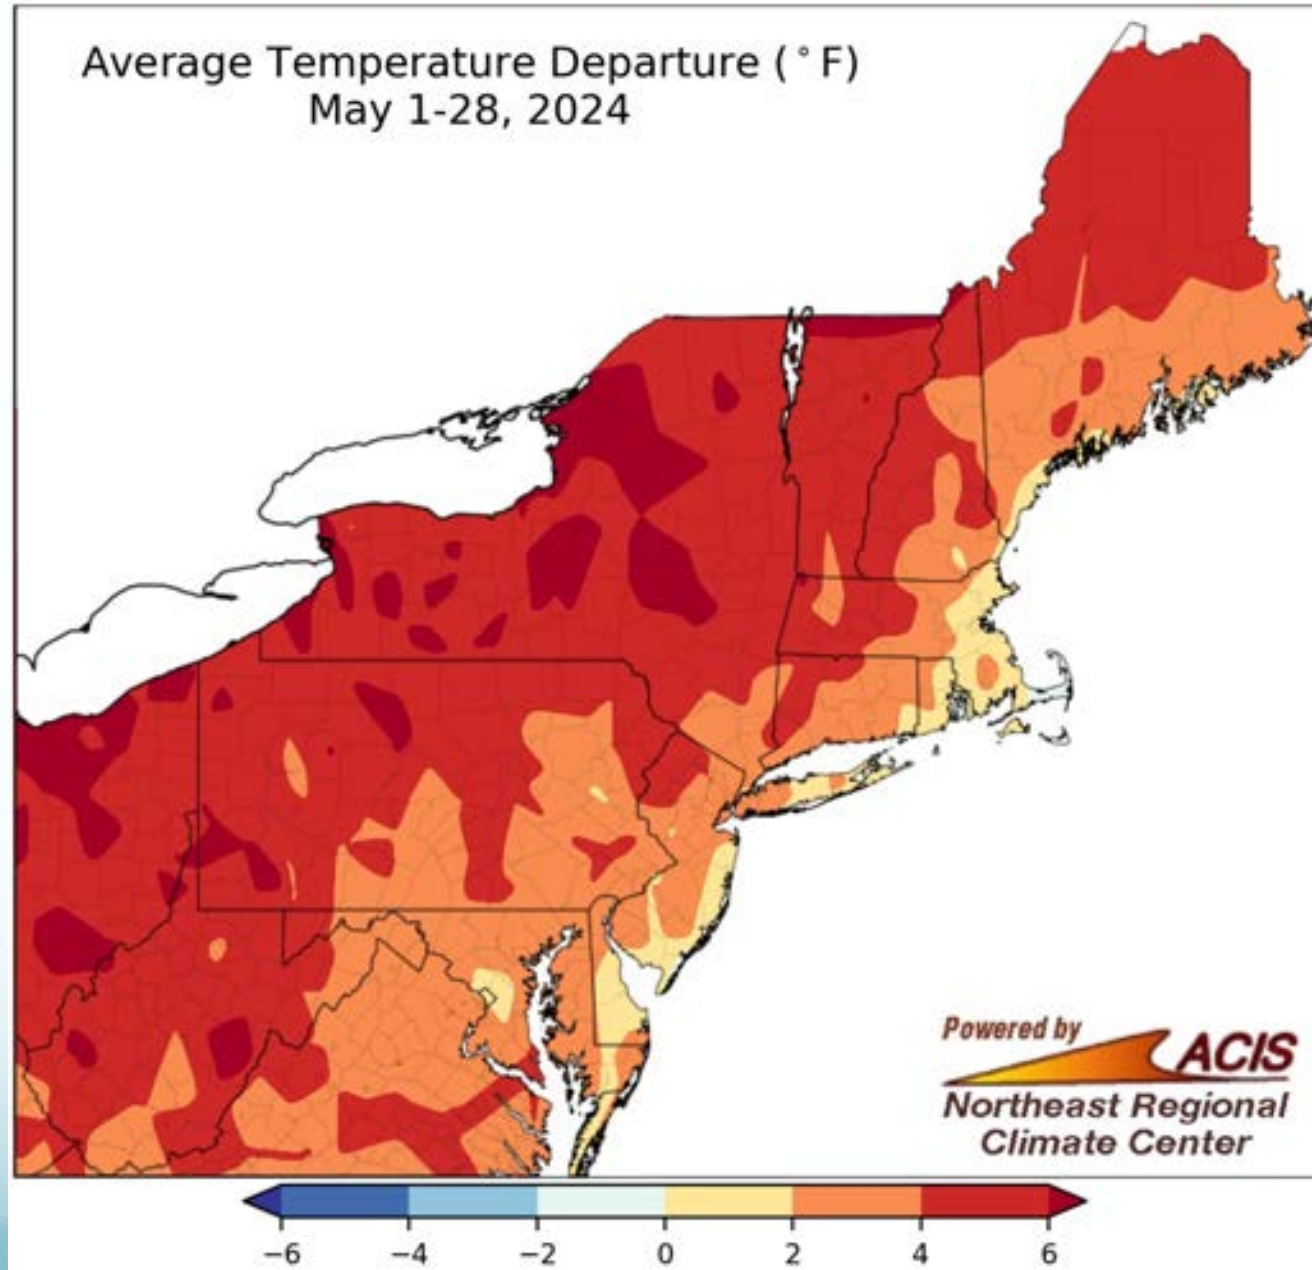 Average Temperature Departure (°F)
May 1-28, 2024
Powered by
ACIS
Northeast Regional
Climate Center
−6 −4 −2 0 2 4 6